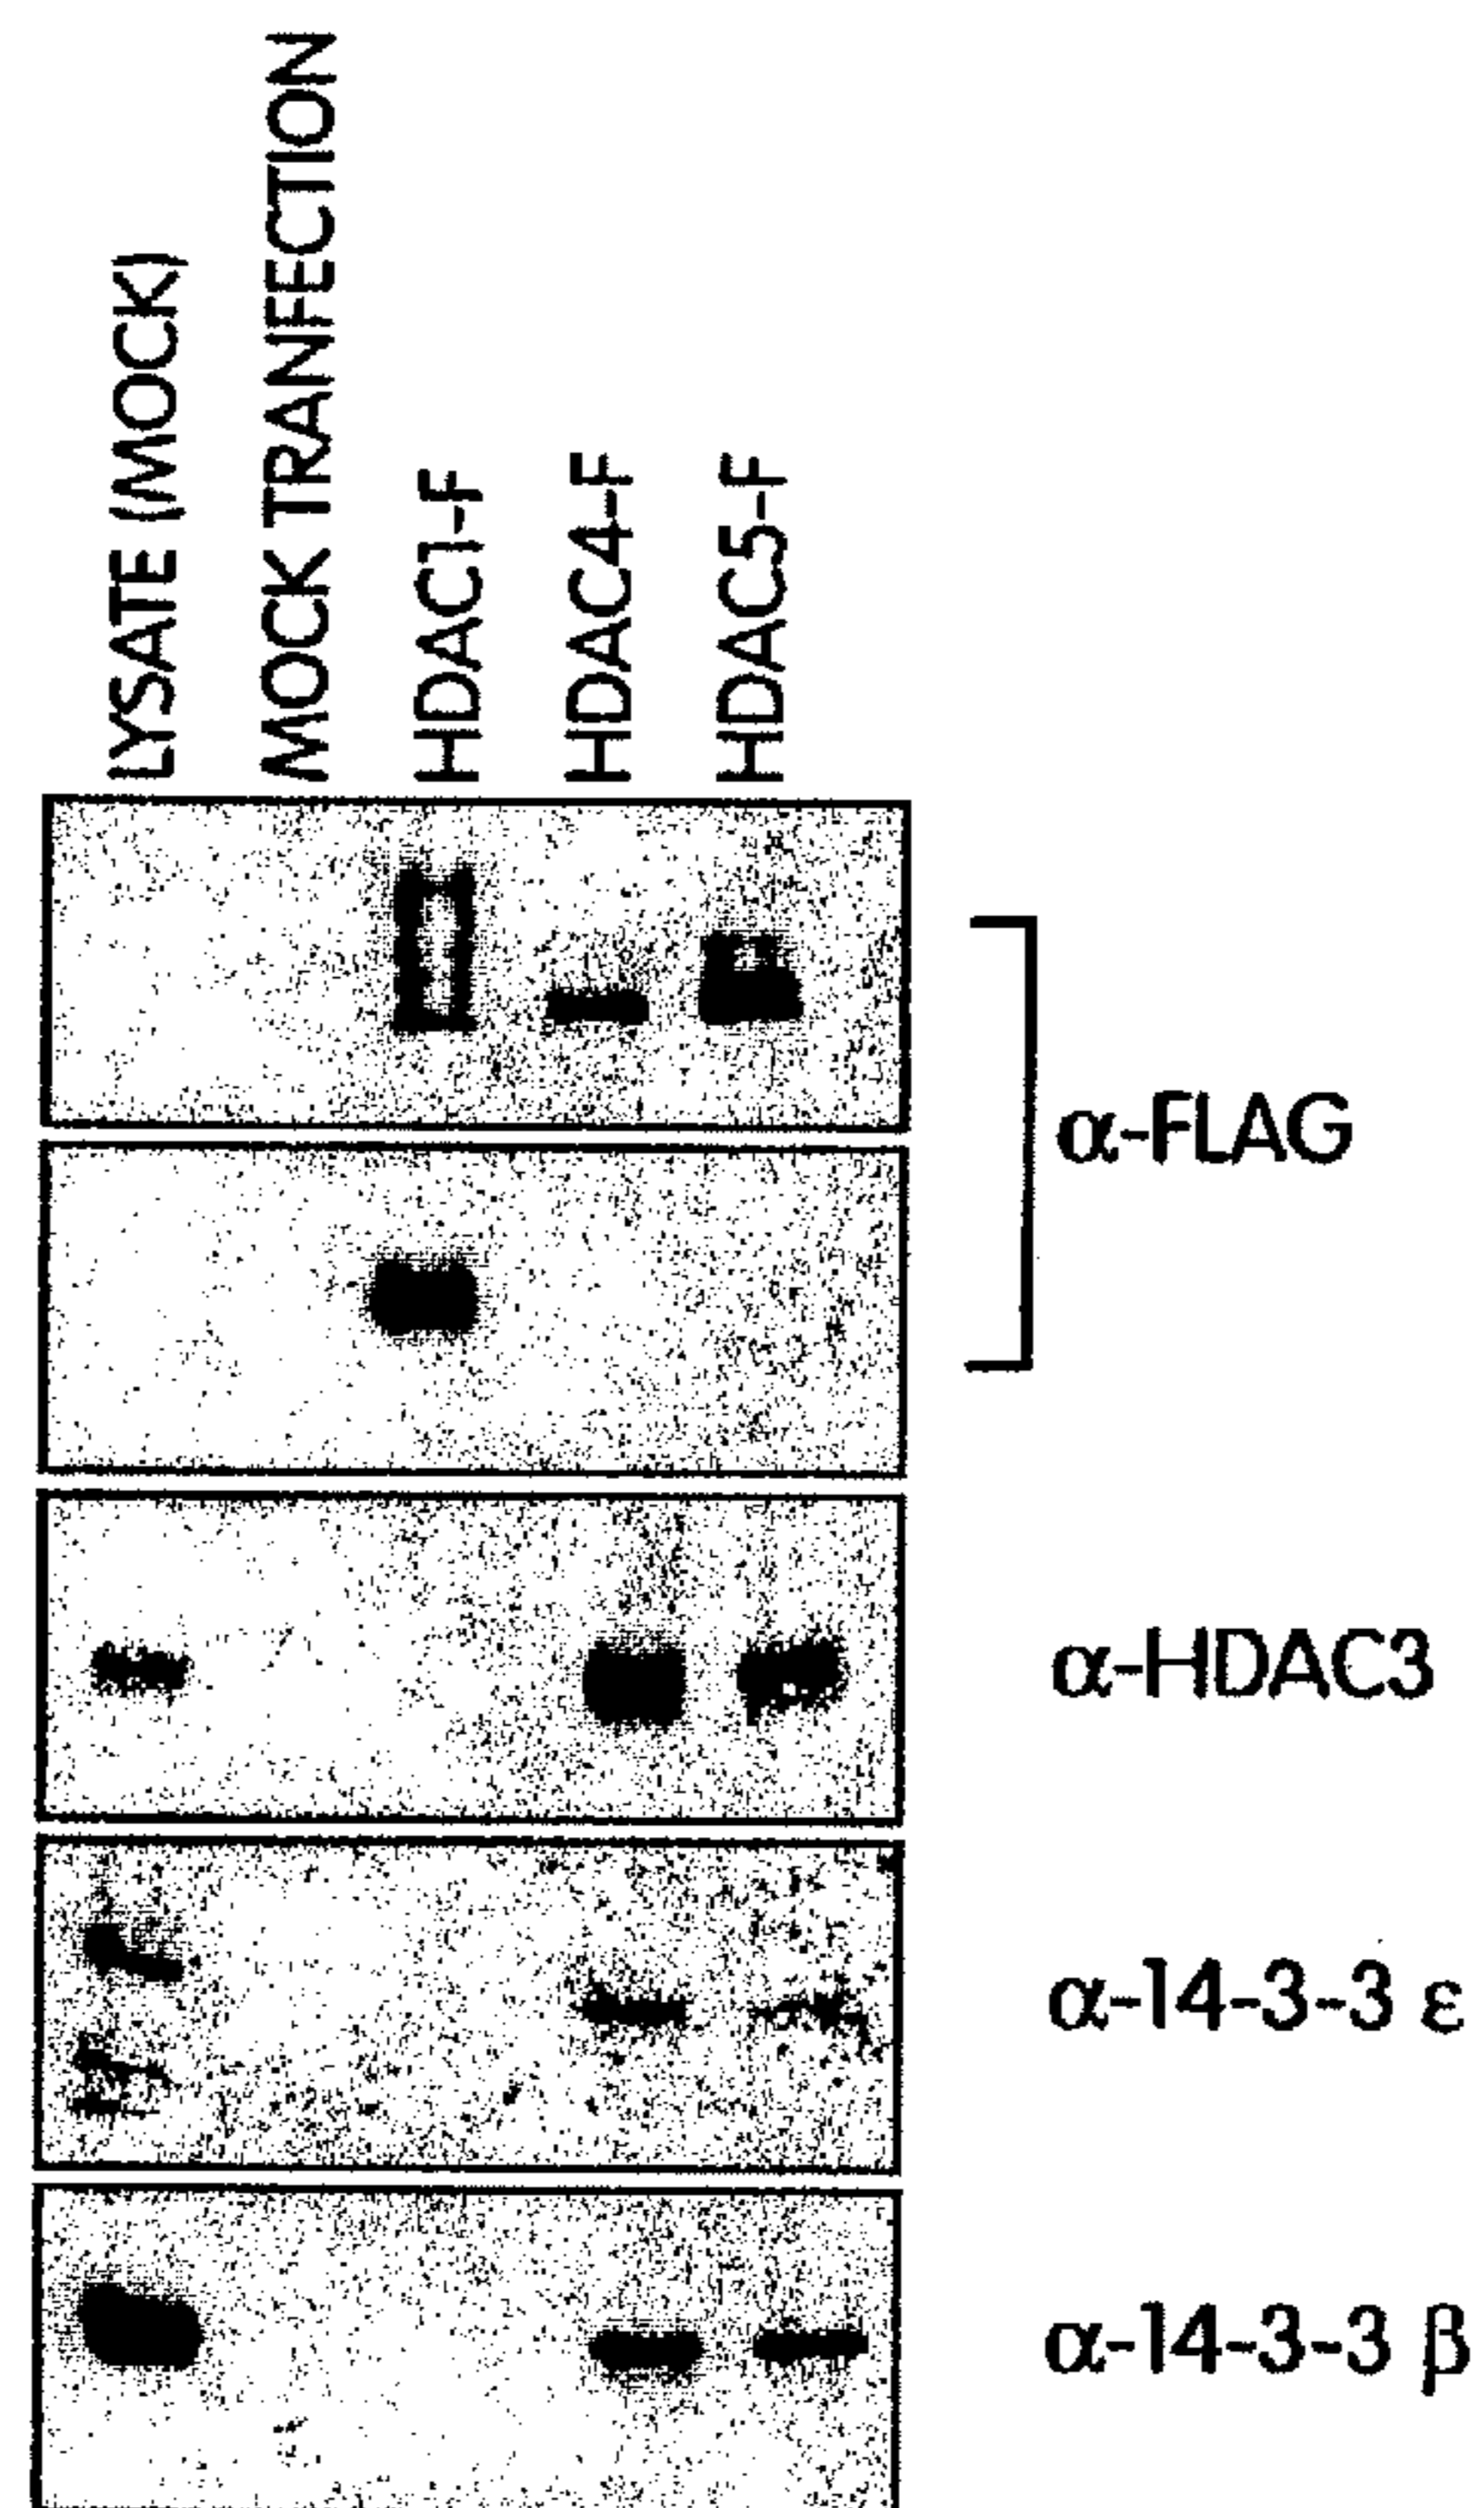 LYSATE (MOCK)
MOCK TRANFECTION
HDAC1-F
HDAC4-F
HDAC5-F
α-FLAG
α-HDAC3
α-14-3-3 ε
α-14-3-3 β